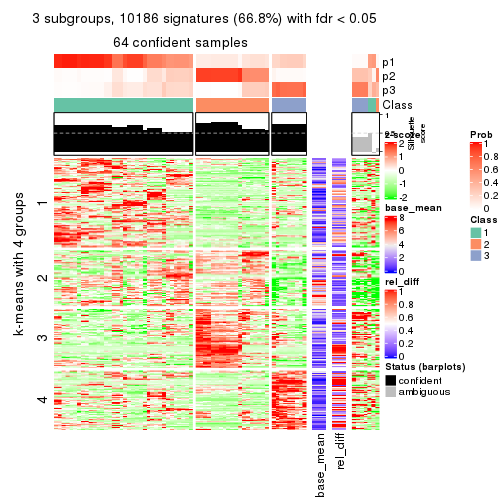 3 subgroups, 10186 signatures (66.8%) with fdr < 0.05
64 confident samples
p1
p2
p3
Class
1
Silhouette
score
k-means with 4 groups
1
2
3
4
base_mean
rel_diff
z-score
2
1
0
-1
-2
base_mean
8
6
4
2
0
rel_diff
1
0.8
0.6
0.4
0.2
0
Status (barplots)
confident
ambiguous
Prob
1
0.8
0.6
0.4
0.2
0
Class
1
2
3